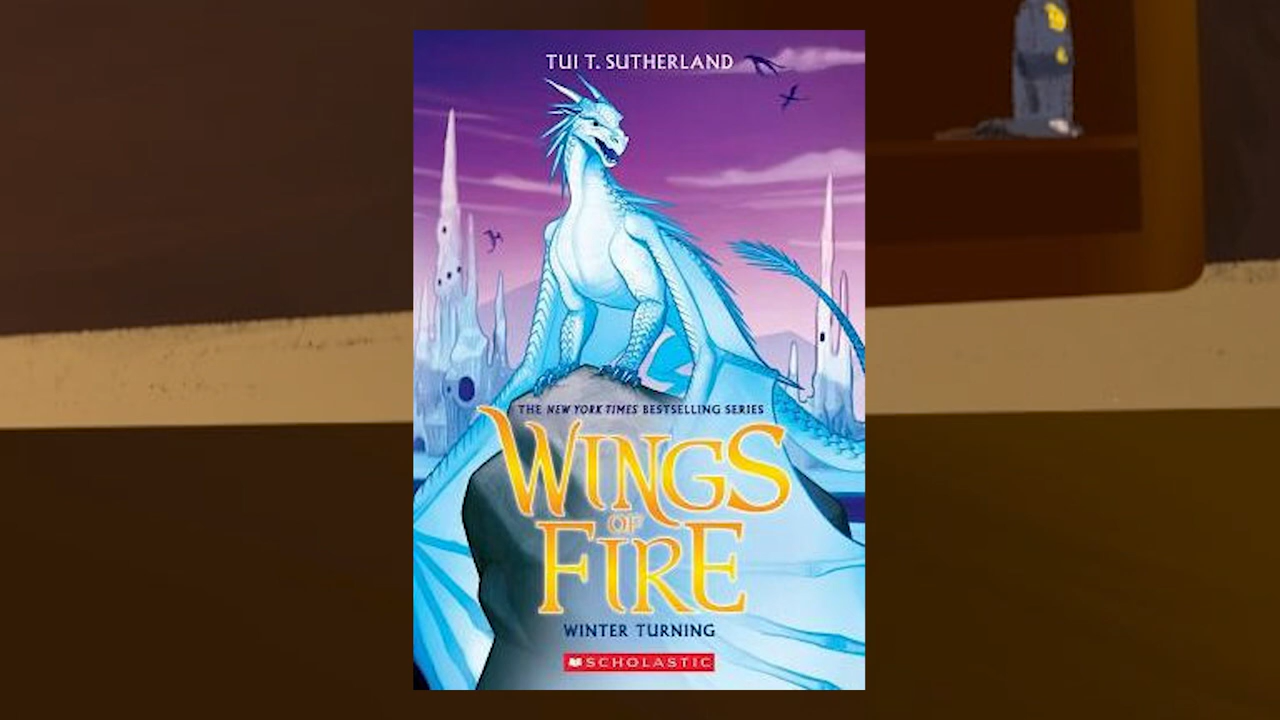 TUI T. SUTHERLAND
THE NEW YORK TIMES BESTSELLING SERIES
WINGS
OF
FIRE
WINTER TURNING
SCHOLASTIC